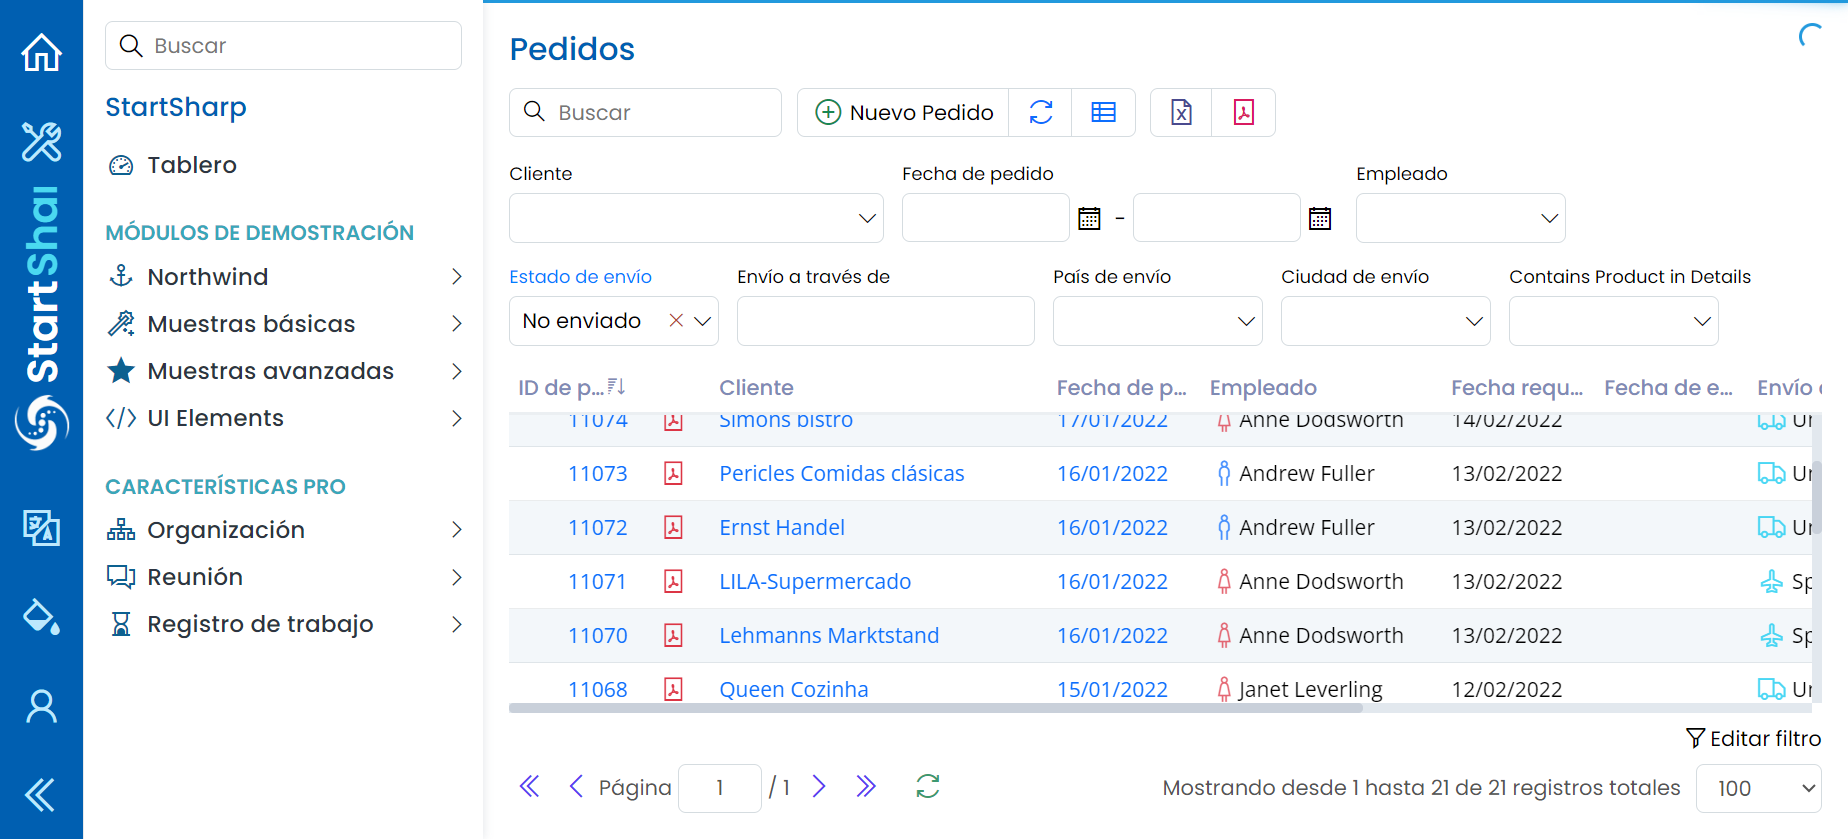 StartShar
Buscar
StartSharp
Tablero
MÓDULOS DE DEMOSTRACIÓN
Northwind
Muestras básicas
Muestras avanzadas
UI Elements
CARACTERÍSTICAS PRO
Organización
Reunión
Registro de trabajo
Pedidos
Buscar
Nuevo Pedido
Cliente
Fecha de pedido
Empleado
-
Estado de envío
Envío a través de
País de envío
Ciudad de envío
Contains Product in Details
No enviado
ID de p... Cliente Fecha de p... Empleado Fecha requ... Fecha de e... Envío
11074 Simons bistro 17/01/2022 Anne Dodsworth 14/02/2022 Un
11073 Pericles Comidas clásicas 16/01/2022 Andrew Fuller 13/02/2022 Un
11072 Ernst Handel 16/01/2022 Andrew Fuller 13/02/2022 Un
11071 LILA-Supermercado 16/01/2022 Anne Dodsworth 13/02/2022 Sp
11070 Lehmanns Marktstand 16/01/2022 Anne Dodsworth 13/02/2022 Sp
11068 Queen Cozinha 15/01/2022 Janet Leverling 12/02/2022 Un
Editar filtro
Página 1 / 1
Mostrando desde 1 hasta 21 de 21 registros totales 100